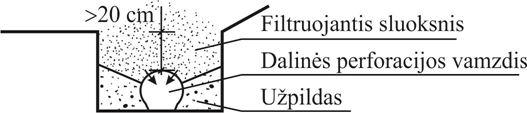 >20 cm
Filtruojantis sluoksnis
Dalinės perforacijos vamzdis
Užpildas